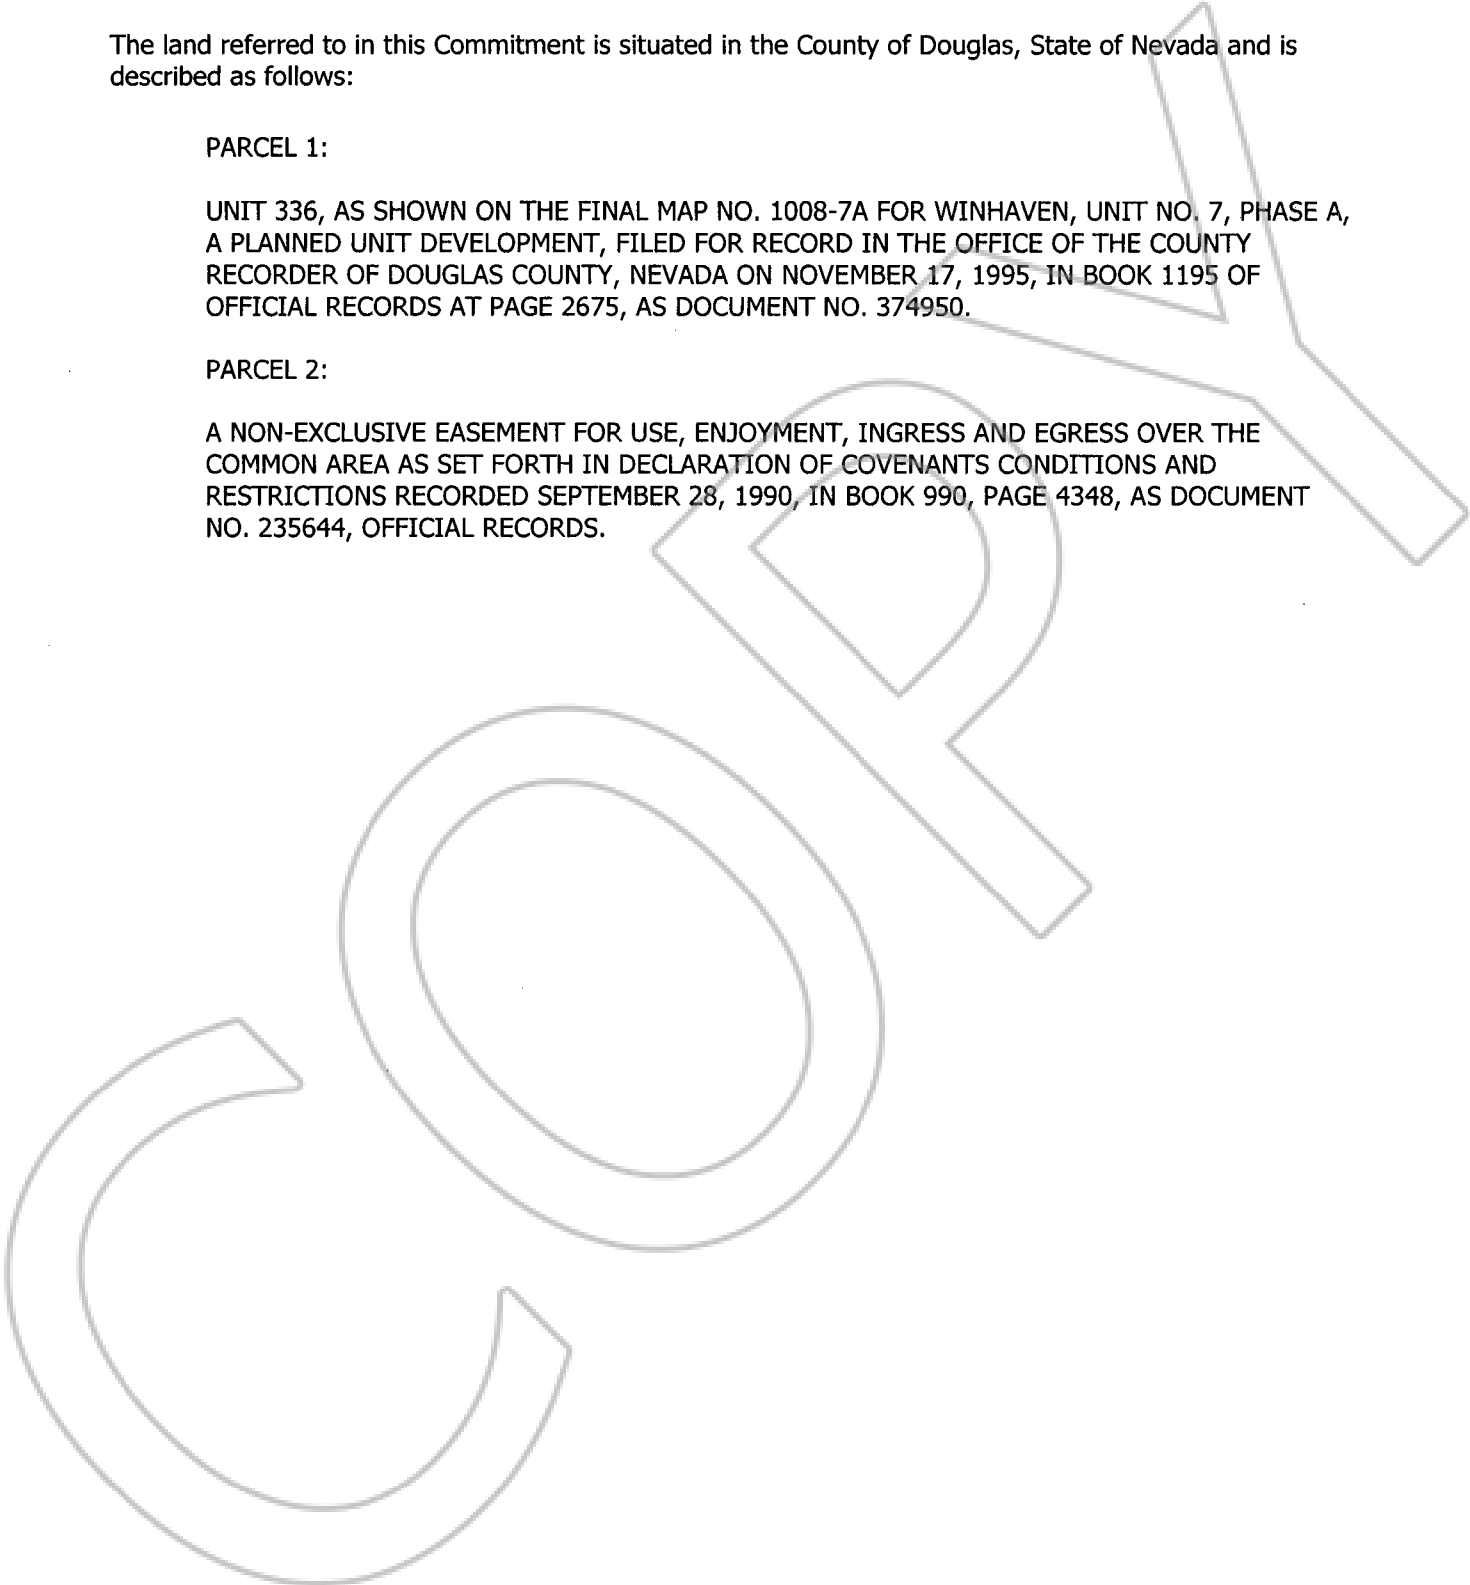 The land referred to in this Commitment is situated in the County of Douglas, State of Nevada and is
described as follows:
PARCEL 1:
UNIT 336, AS SHOWN ON THE FINAL MAP NO. 1008-7A FOR WINHAVEN, UNIT NO. 7, PHASE A,
A PLANNED UNIT DEVELOPMENT, FILED FOR RECORD IN THE OFFICE OF THE COUNTY
RECORDER OF DOUGLAS COUNTY, NEVADA ON NOVEMBER 17, 1995, IN BOOK 1195 OF
OFFICIAL RECORDS AT PAGE 2675, AS DOCUMENT NO. 374950.
PARCEL 2:
A NON-EXCLUSIVE EASEMENT FOR USE, ENJOYMENT, INGRESS AND EGRESS OVER THE
COMMON AREA AS SET FORTH IN DECLARATION OF COVENANTS CONDITIONS AND
RESTRICTIONS RECORDED SEPTEMBER 28, 1990, IN BOOK 990, PAGE 4348, AS DOCUMENT
NO. 235644, OFFICIAL RECORDS.
COPY